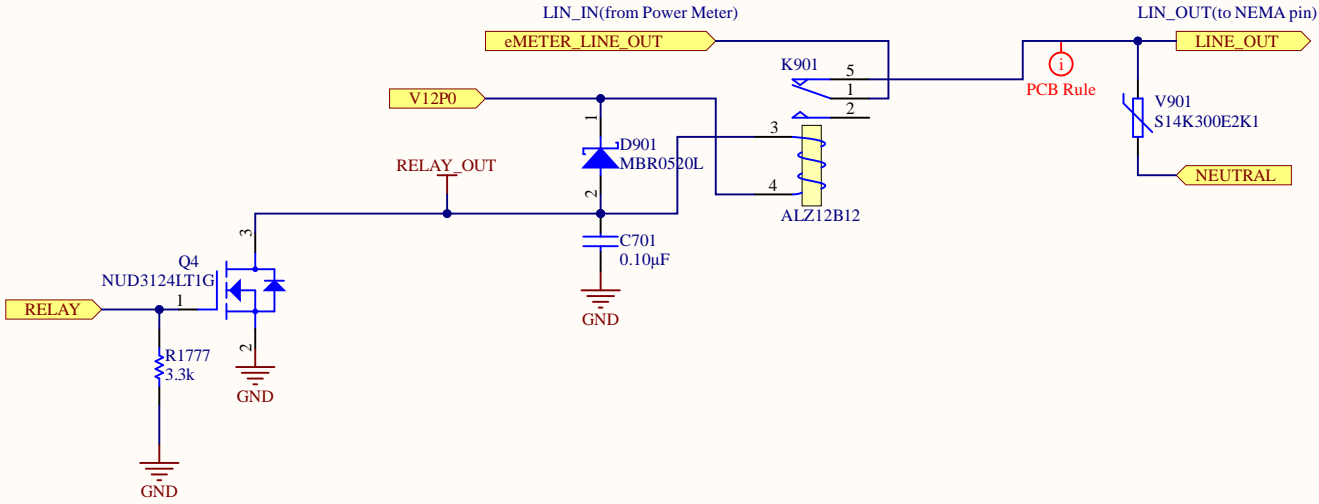 LIN_IN(from Power Meter)
LIN_OUT(to NEMA pin)
eMETER_LINE_OUT
LINE_OUT
K901
5
1
2
PCB Rule
V12P0
V901
S14K300E2K1
1
D901
MBR0520L
2
3
4
RELAY_OUT
NEUTRAL
ALZ12B12
3
C701
0.10µF
Q4
NUD3124LT1G
RELAY
1
GND
2
R1777
3.3k
GND
GND